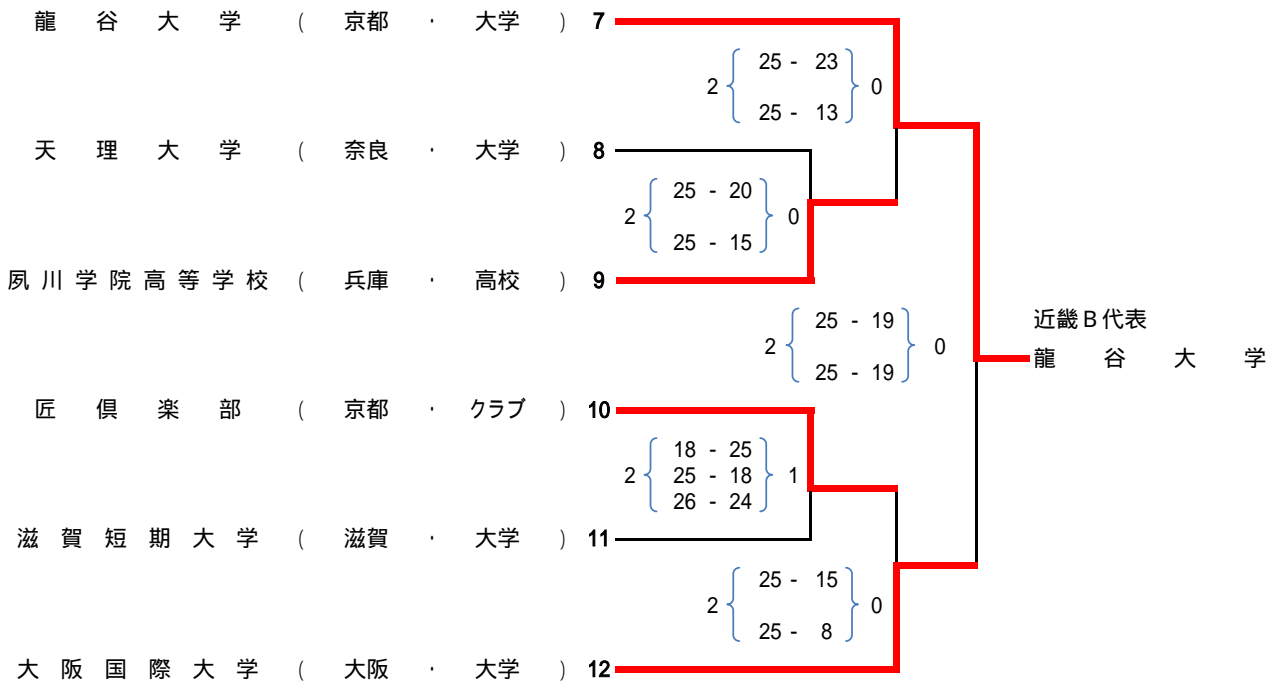 龍谷大学 ( 京都 ・ 大学 ) 7
25 - 23
2 0
25 - 13
天理大学 ( 奈良 ・ 大学 ) 8
25 - 20
2 0
25 - 15
夙川学院高等学校 ( 兵庫 ・ 高校 ) 9
25 - 19
2 0
25 - 19
近畿B代表
龍谷大学
匠倶楽部 ( 京都 ・ クラブ ) 10
18 - 25
2 25 - 18 1
26 - 24
滋賀短期大学 ( 滋賀 ・ 大学 ) 11
25 - 15
2 0
25 - 8
大阪国際大学 ( 大阪 ・ 大学 ) 12